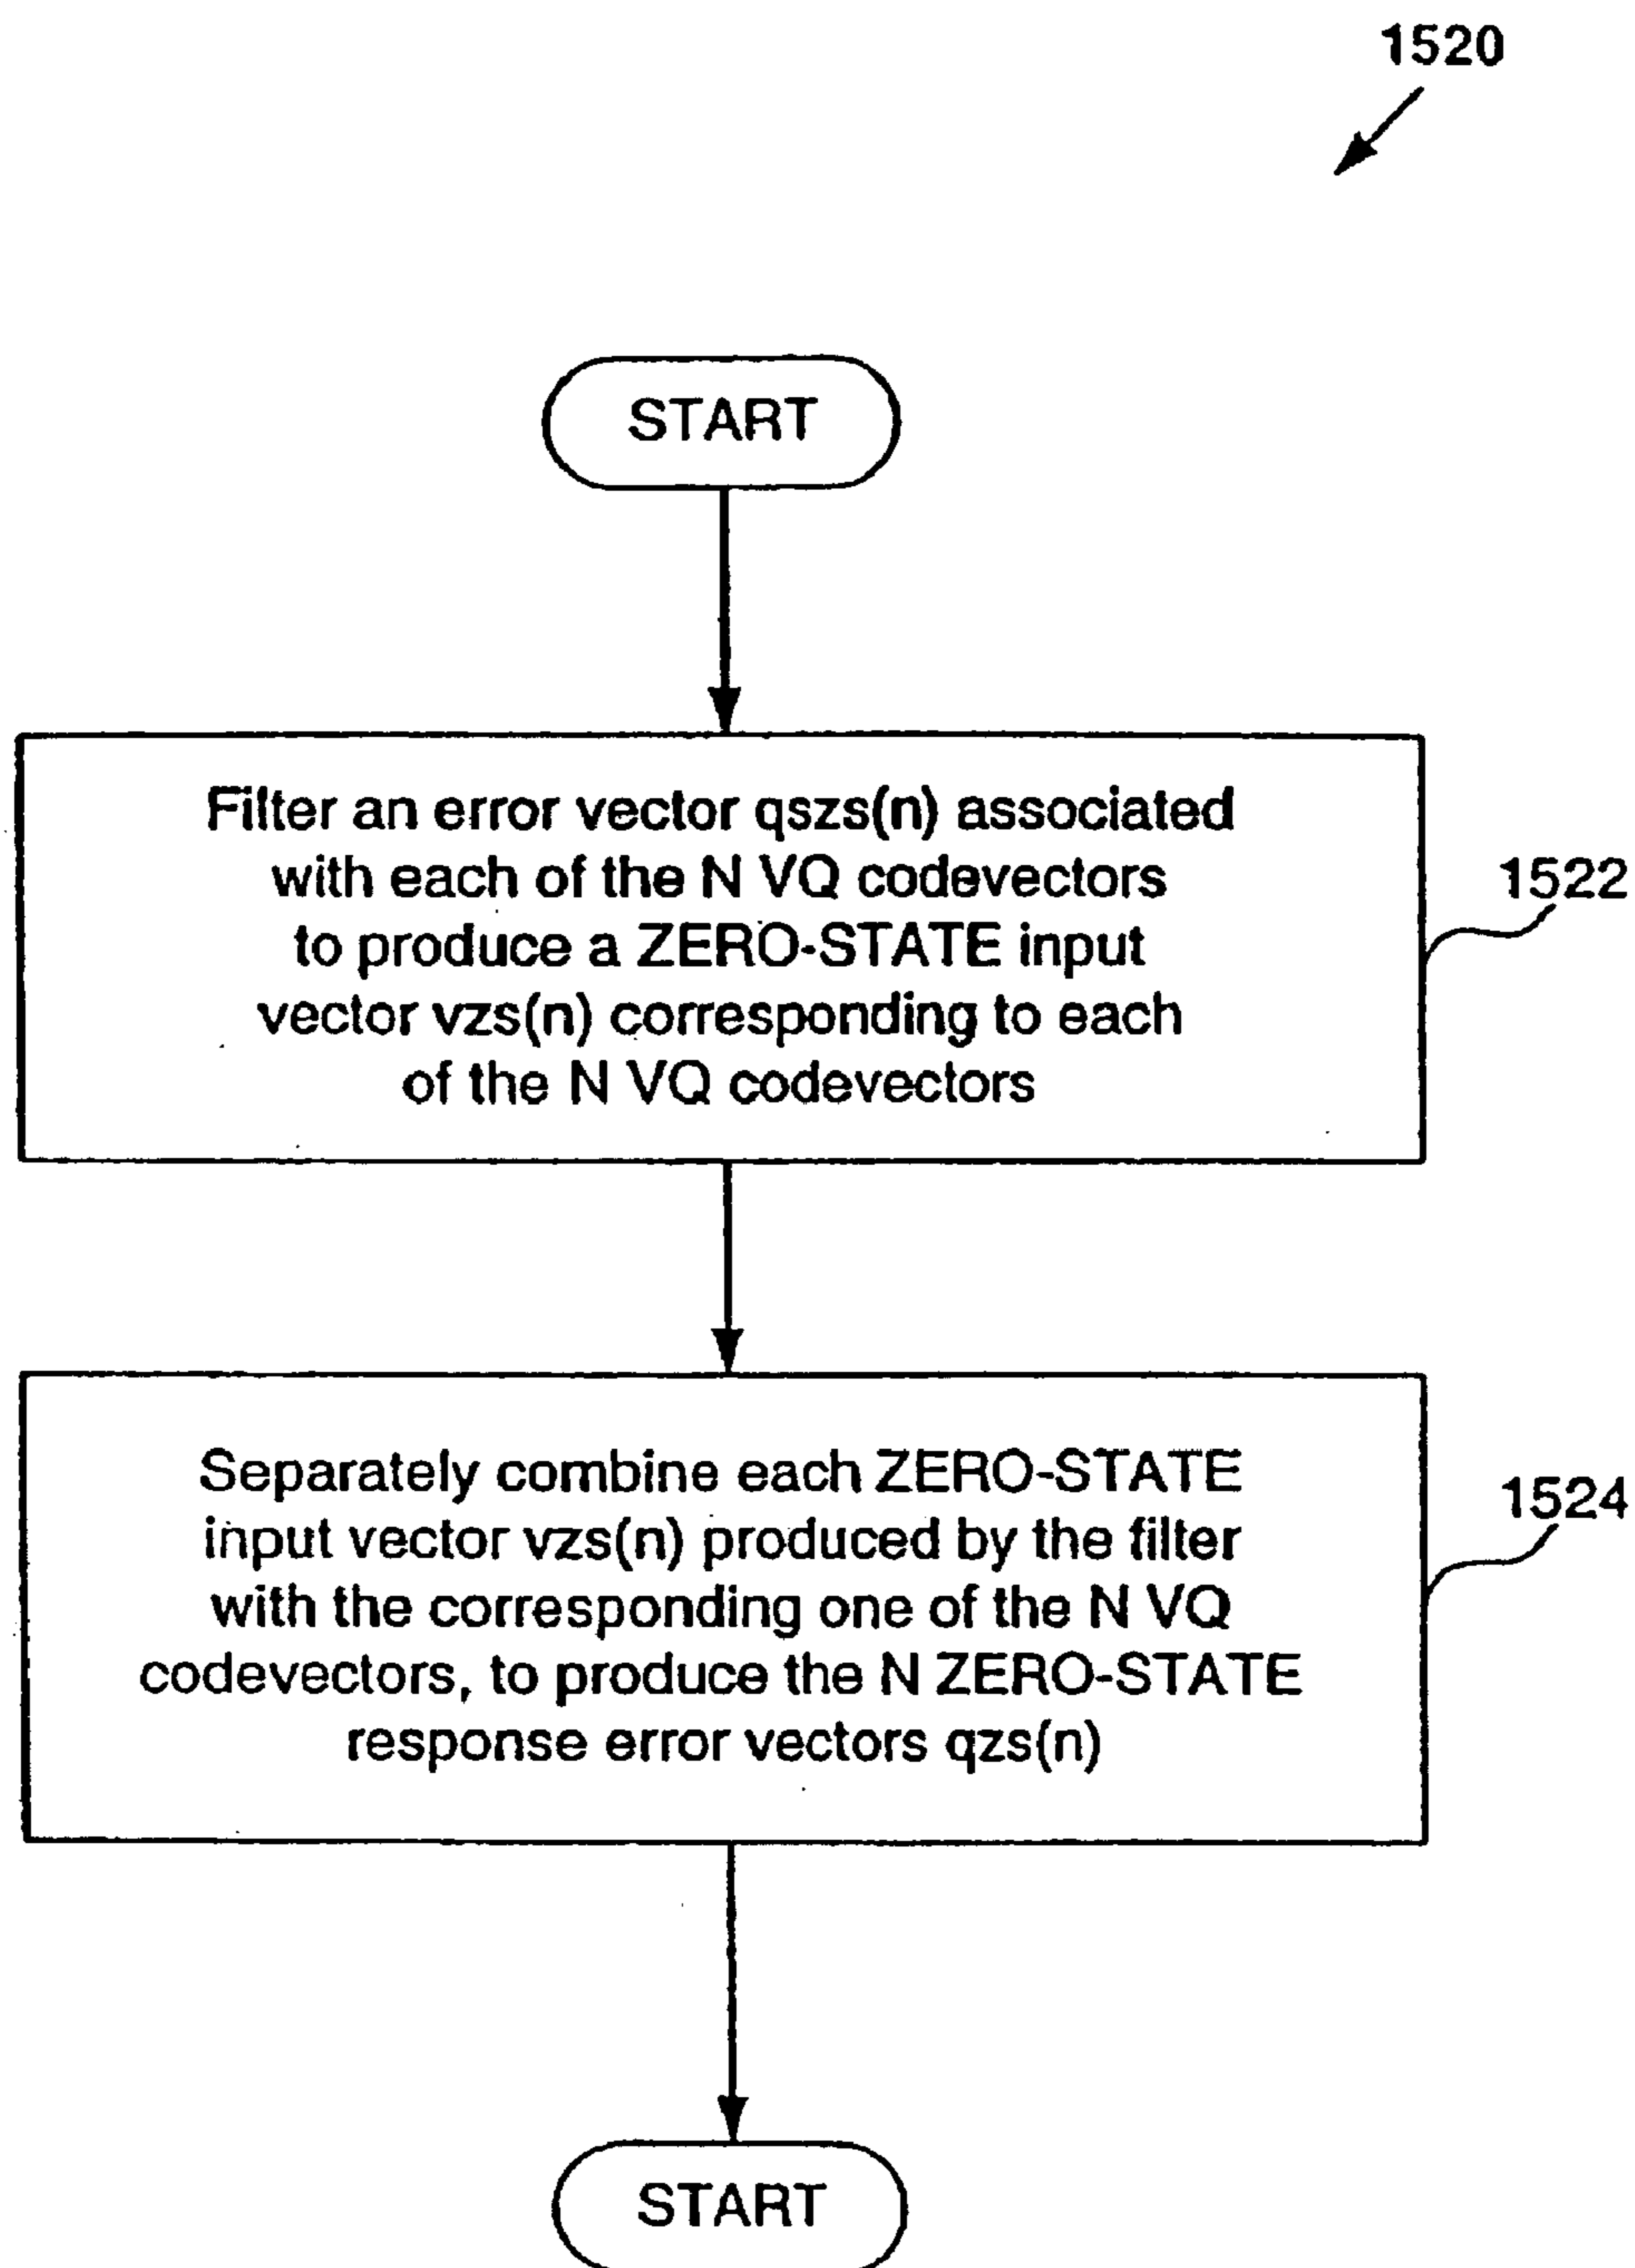 1520
START
Filter an error vector qszs(n) associated
with each of the N VQ codevectors
to produce a ZERO-STATE input
vector vzs(n) corresponding to each
of the N VQ codevectors
1522
Separately combine each ZERO-STATE
input vector vzs(n) produced by the filter
with the corresponding one of the N VQ
codevectors, to produce the N ZERO-STATE
response error vectors qzs(n)
1524
START